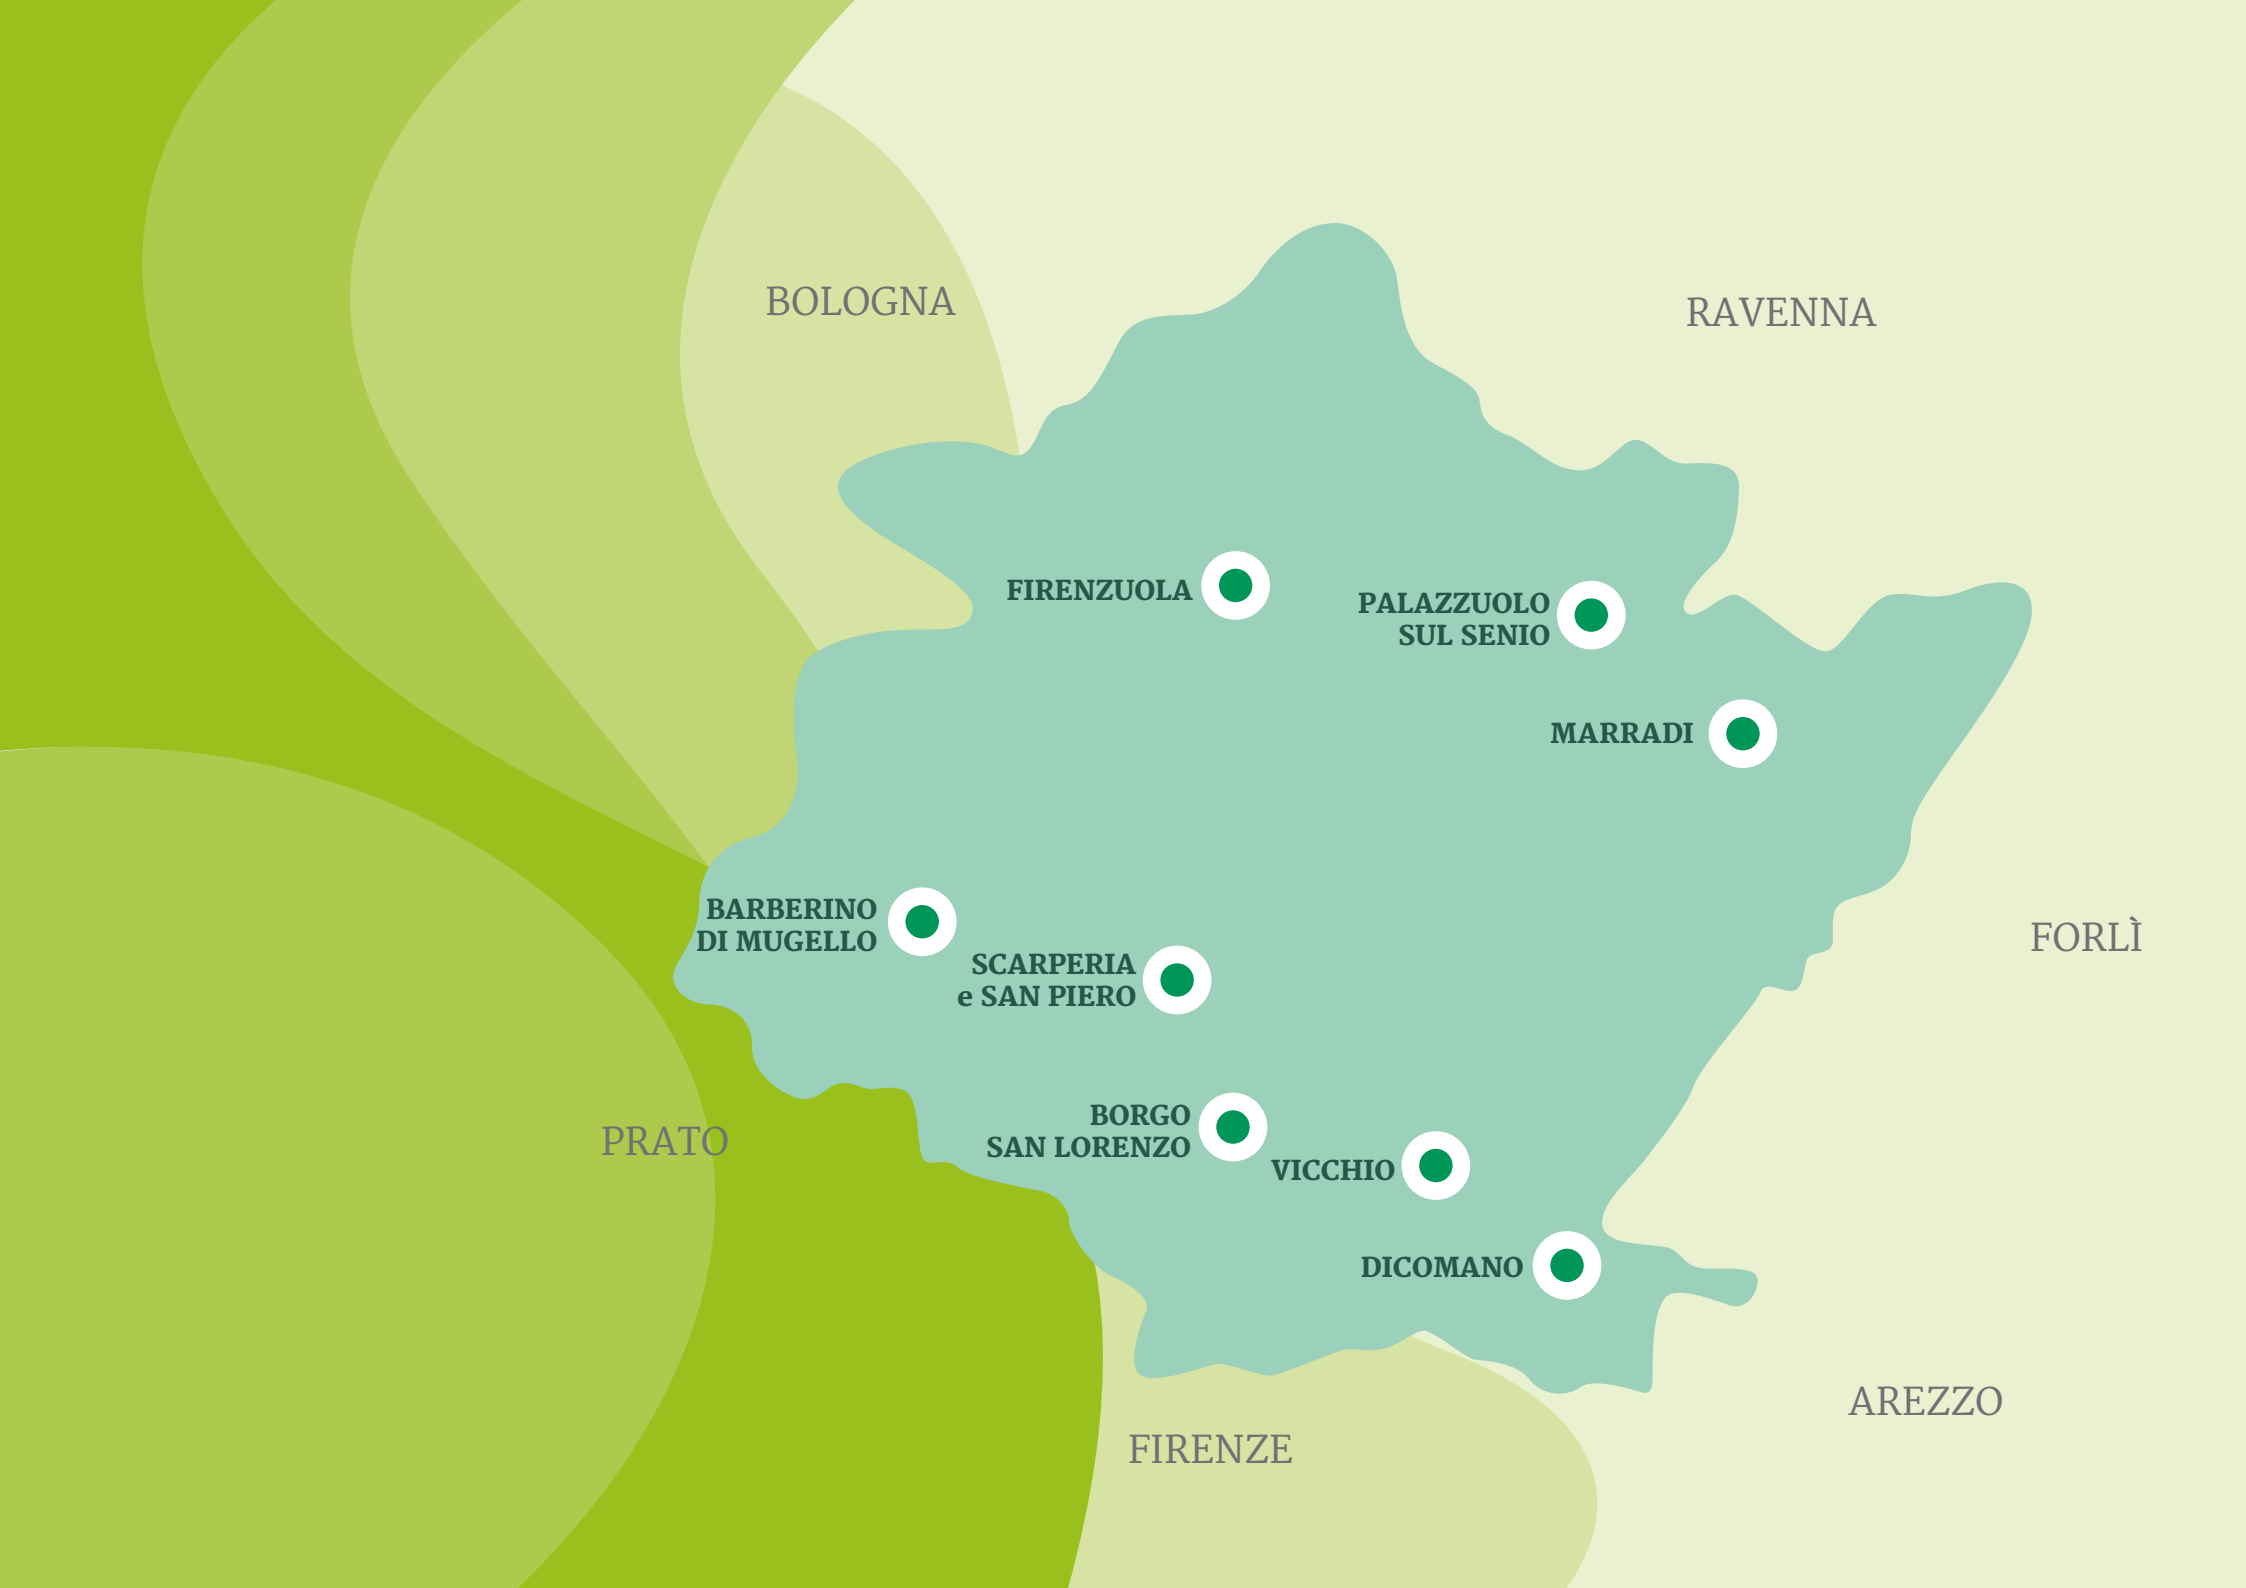 BOLOGNA
RAVENNA
FIRENZUOLA
PALAZZUOLO
SUL SENIO
MARRADI
BARBERINO
DI MUGELLO
SCARPERIA
e SAN PIERO
FORLÌ
PRATO
BORGO
SAN LORENZO
VICCHIO
DICOMANO
AREZZO
FIRENZE